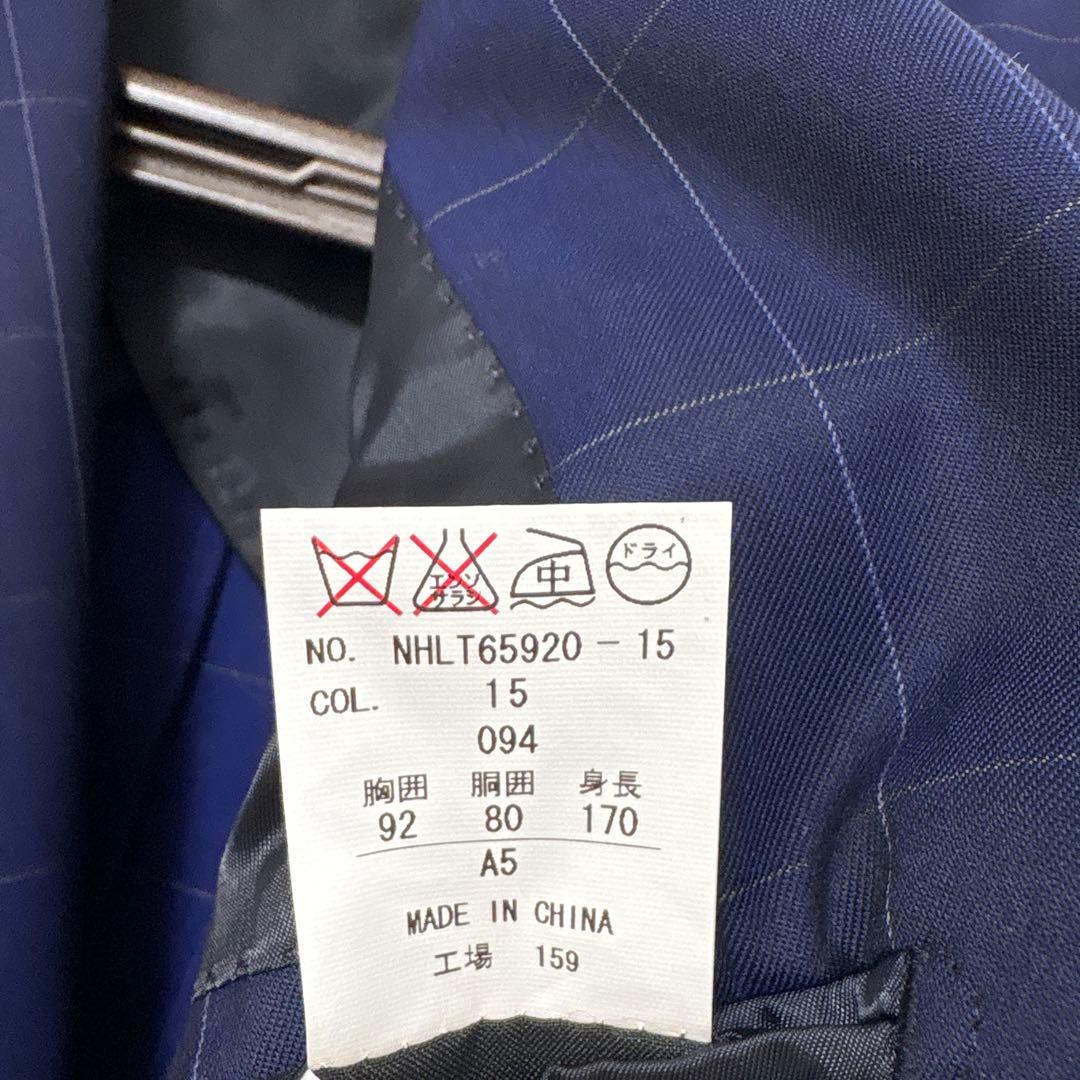 エンソ
サラシ
中
ドライ
NO. NHLT65920-15
COL. 15
094
胸囲 胴囲 身長
92 80 170
A5
MADE IN CHINA
工場 159